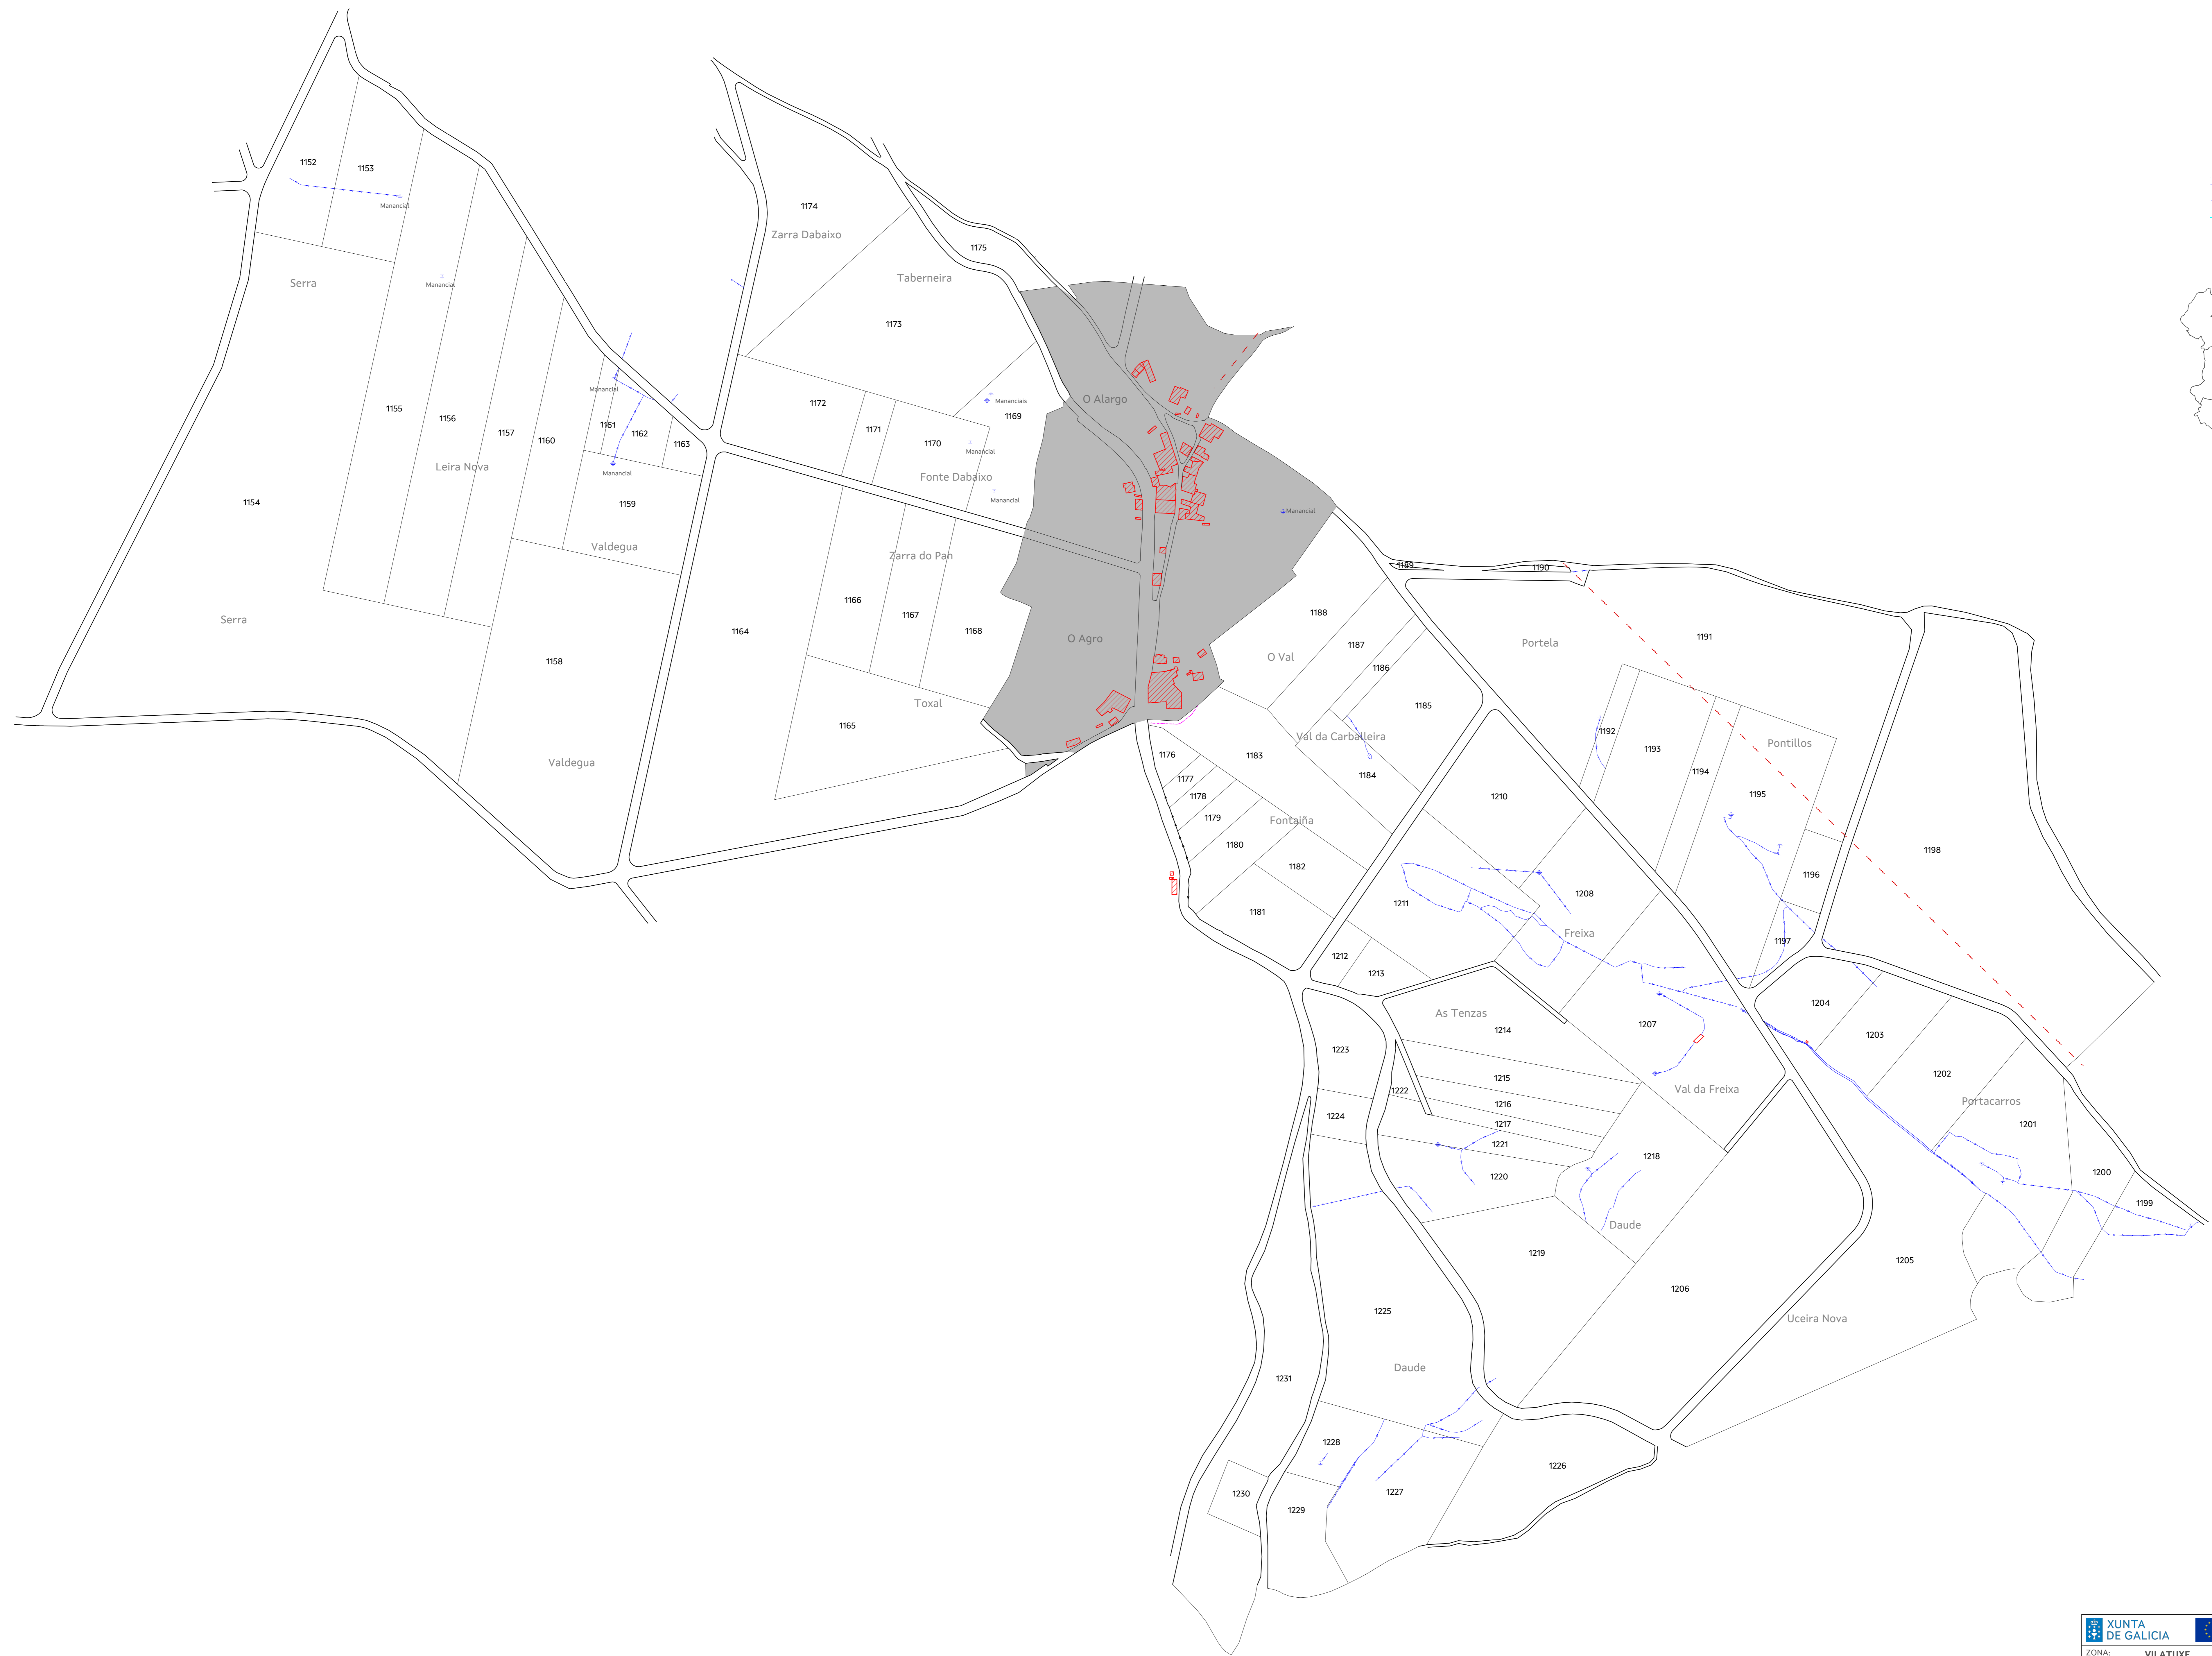 1152
1153
Manancial
1174
Zarra Dabaixo
1175
Taberneira
Serra
Manancial
1173
Manancial
1172
Mananciais
O Alargo
1155
1156
1157
1160
1161
1162
1163
1171
1170
1169
Manancial
Leira Nova
Manancial
Fonte Dabaixo
Manancial
1154
1159
Manancial
Valdegua
Zarra do Pan
1189
1190
1166
1167
1168
1188
Serra
1164
O Agro
1191
Portela
1187
O Val
1158
1186
Toxal
1185
1165
1192
Val da Carballeira
Pontillos
1193
Valdegua
1176
1183
1194
1184
1177
1178
1210
1195
1179
Fontaiña
1180
1198
1182
1196
1208
1211
1181
Freixa
1197
1212
1213
1204
As Tenzas
1214
1207
1203
1223
1202
1215
1222
Val da Freixa
1216
Portacarros
1224
1217
1201
1221
1218
1220
1200
1199
Daude
1219
1205
1206
1225
Uceira Nova
Daude
1231
1228
1226
1230
1227
1229
XUNTA
DE GALICIA
ZONA:
VILATUXE